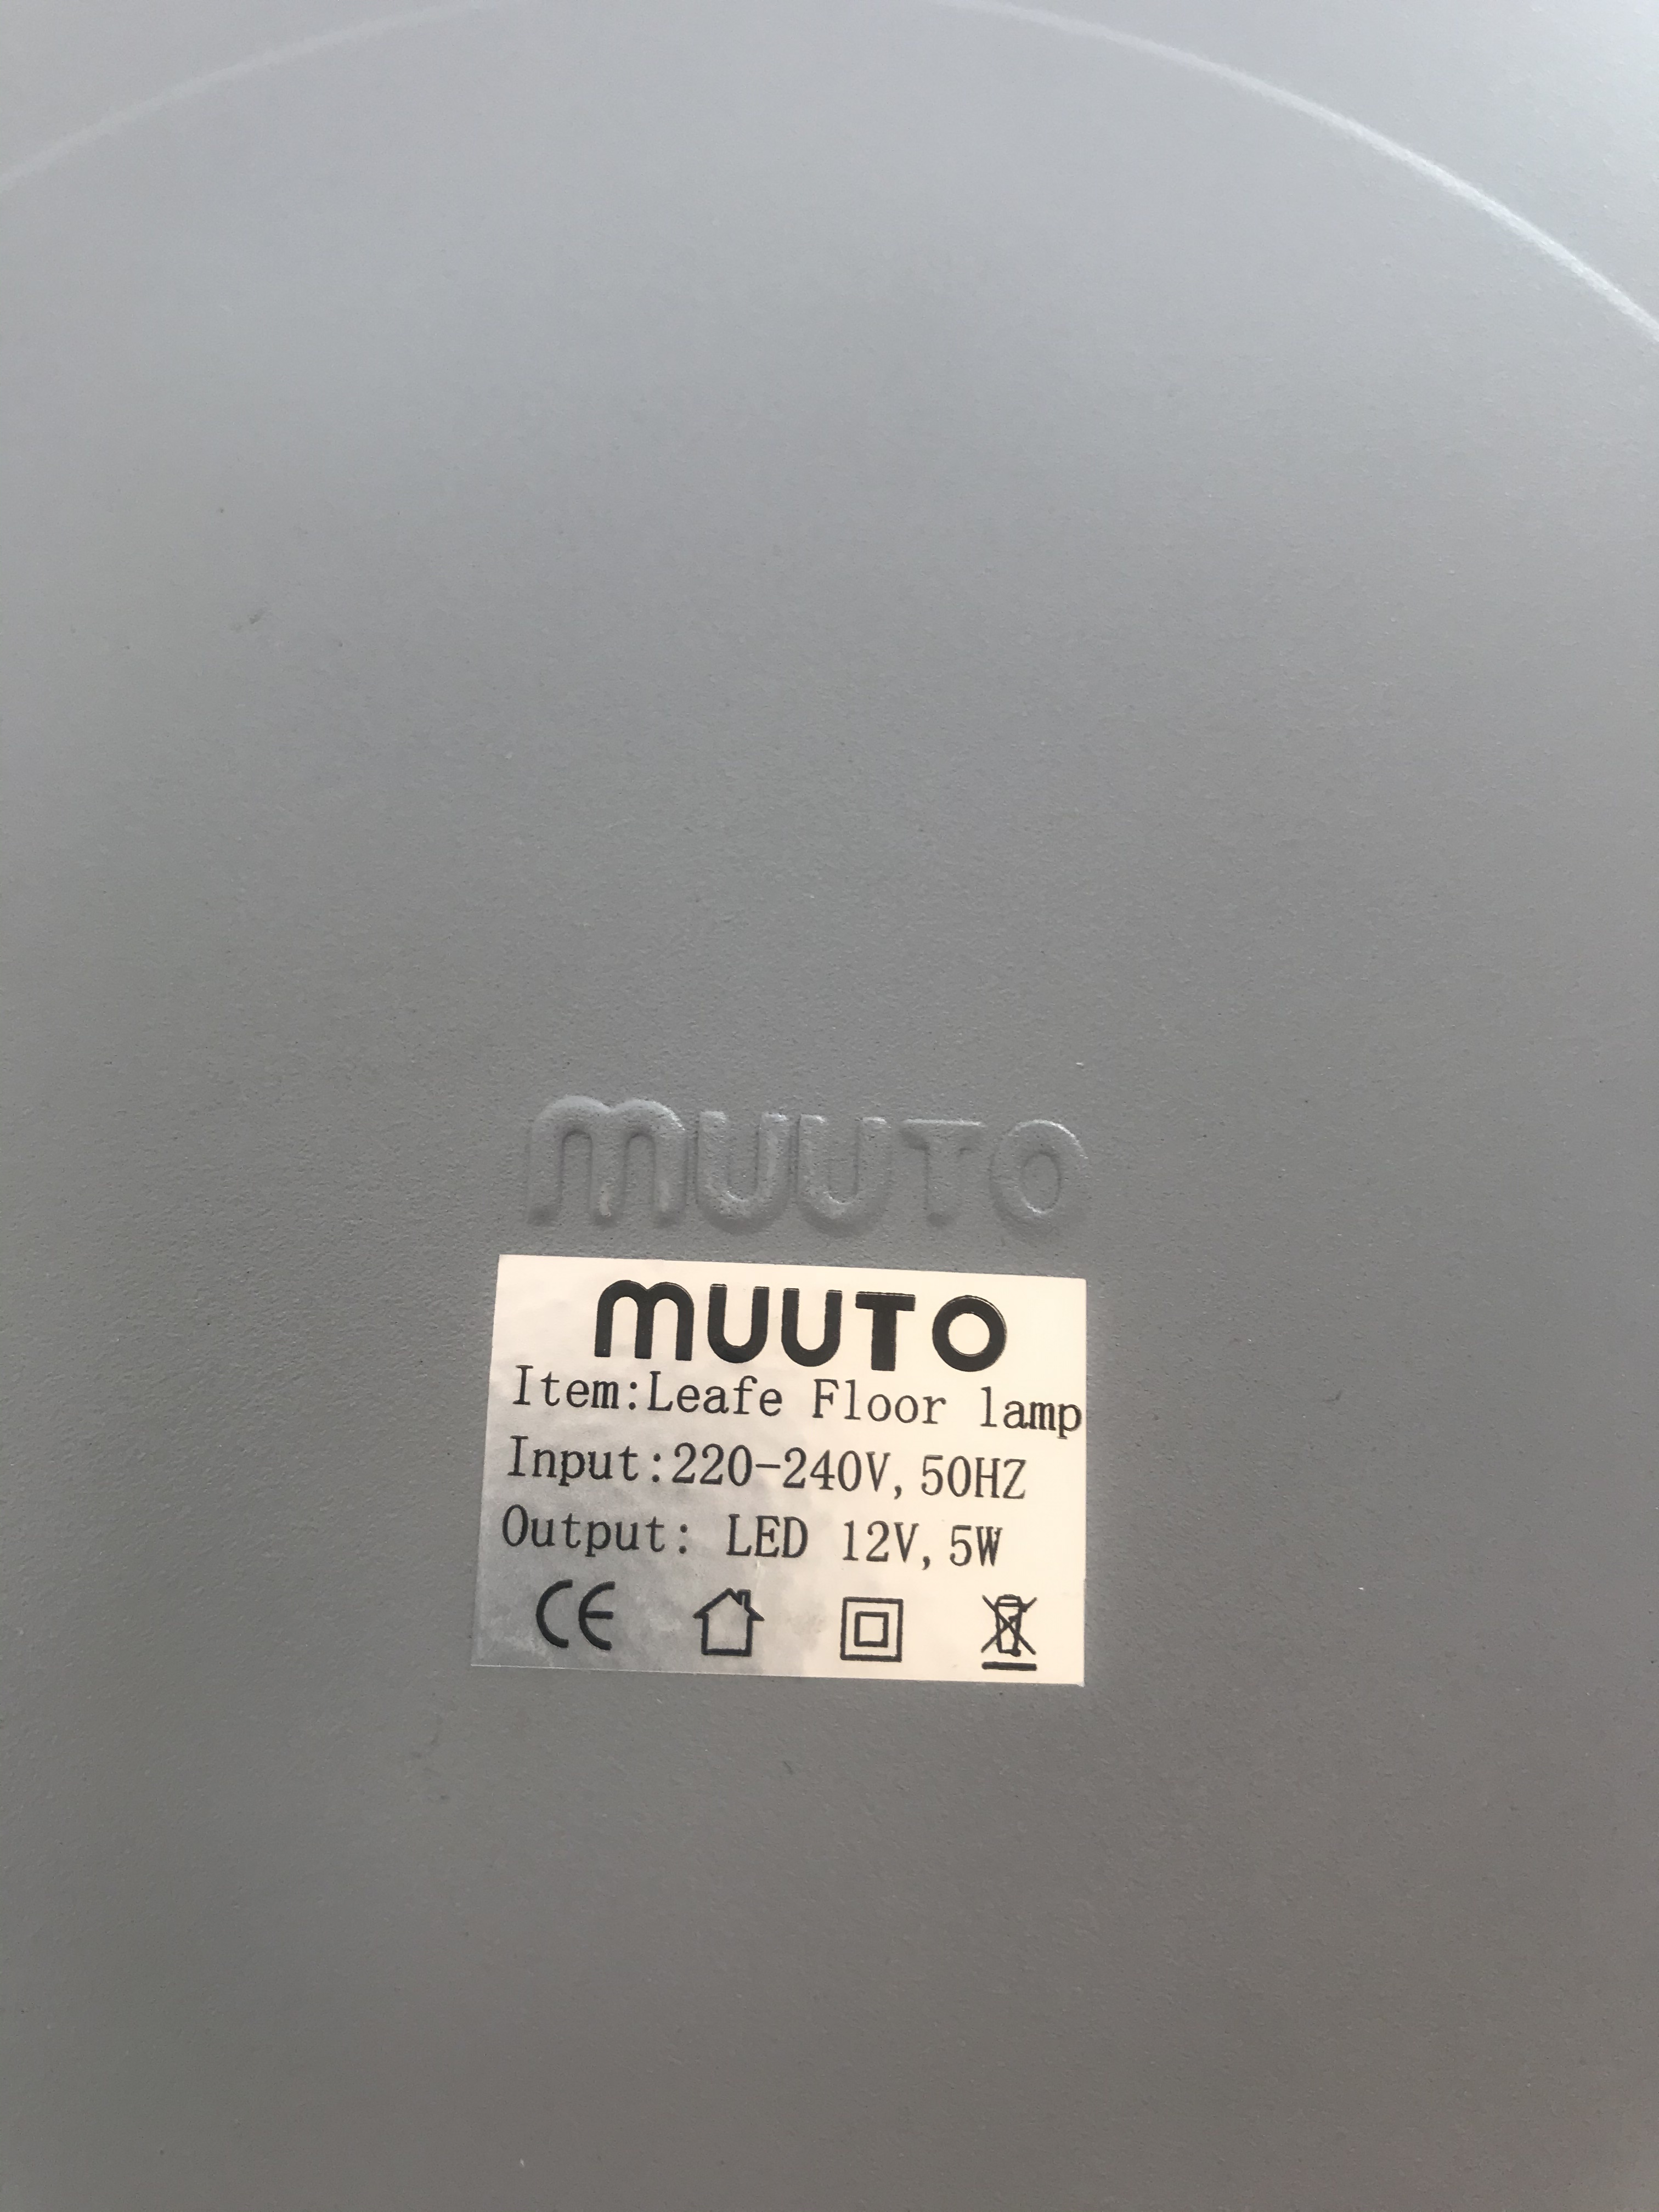 muuto
muuto
Item:Leafe Floor lamp
Input:220-240V,50HZ
Output: LED 12V,5W
CE